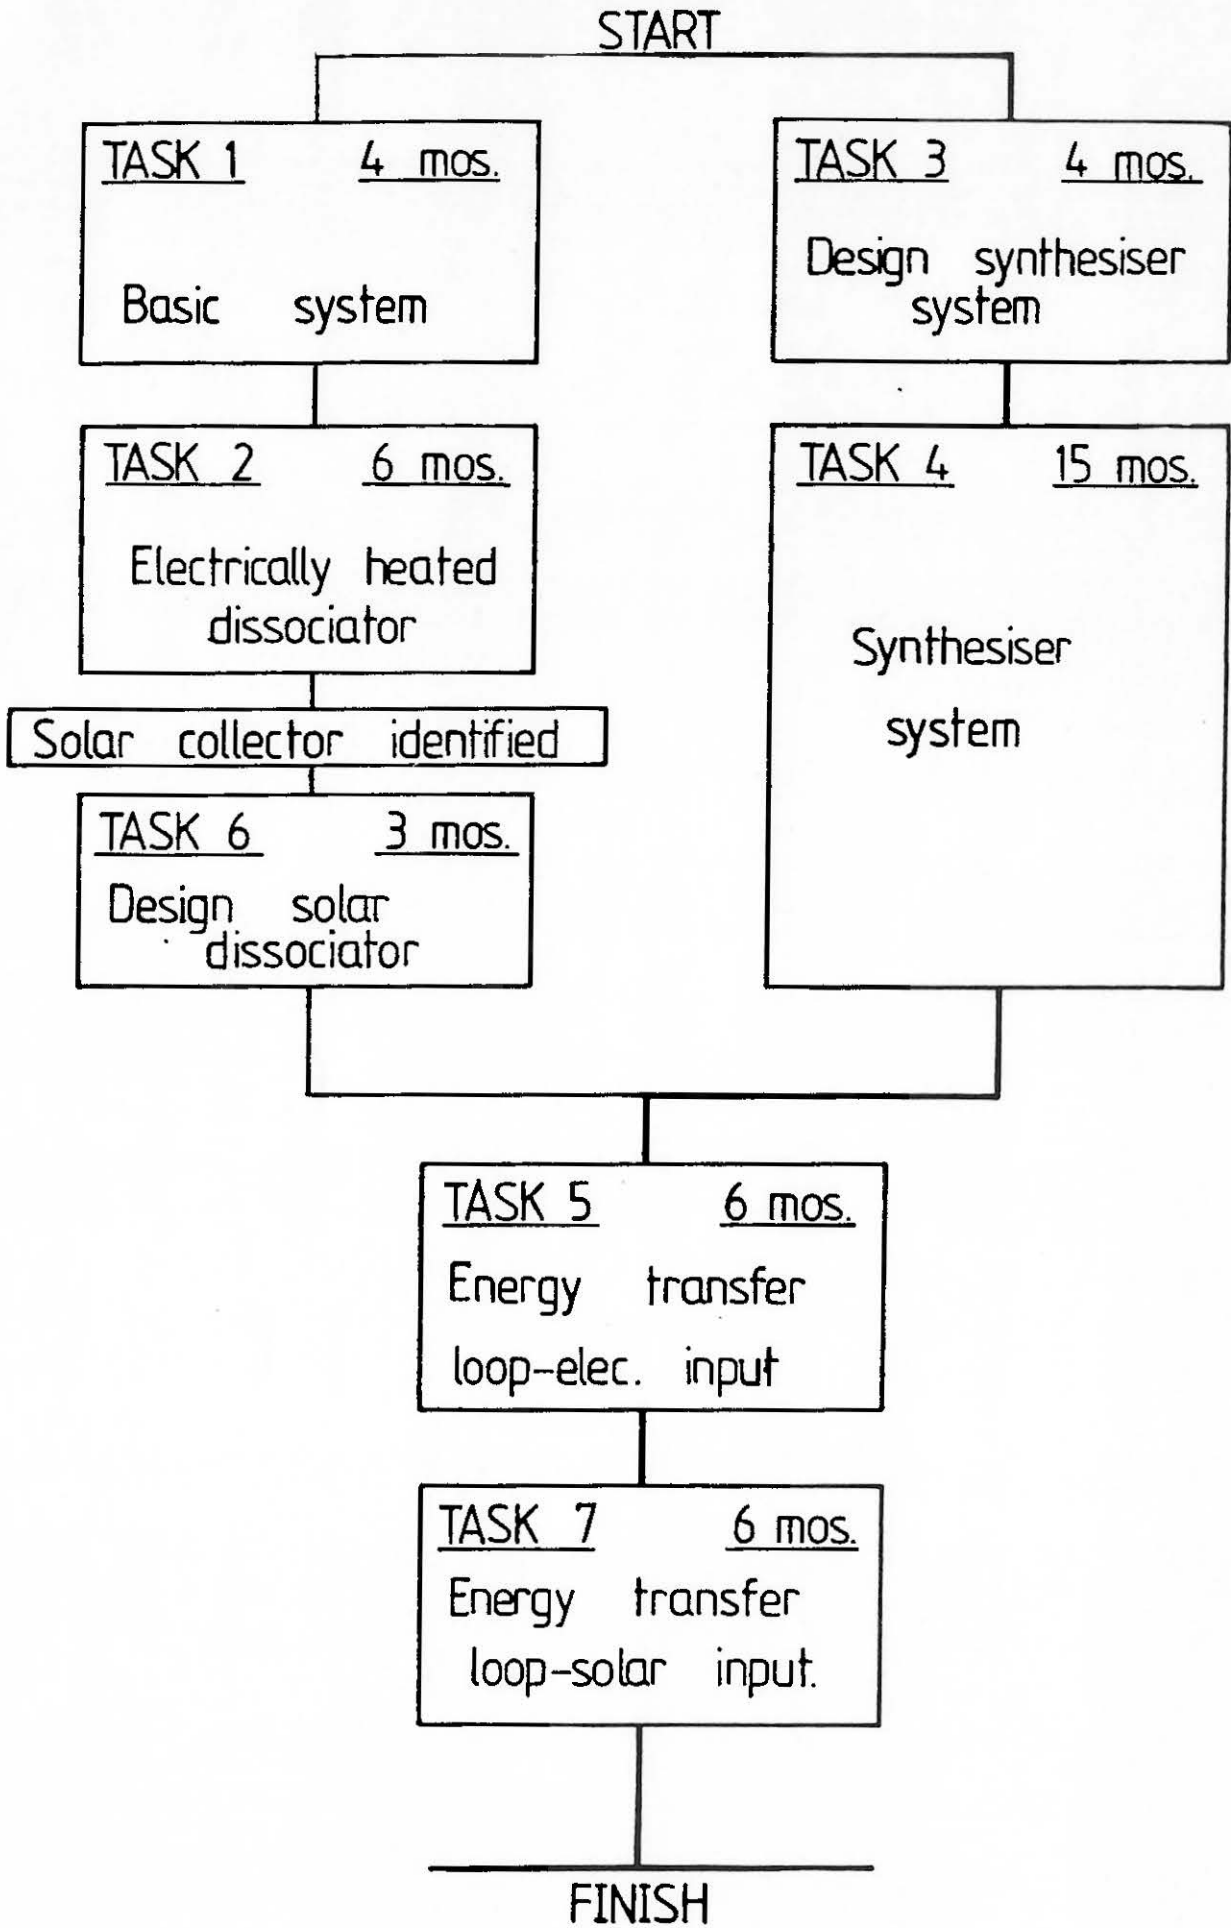 START
TASK 1 4 mos.
Basic system
TASK 3 4 mos.
Design synthesiser
system
TASK 2 6 mos.
Electrically heated
dissociator
TASK 4 15 mos.
Synthesiser
system
Solar collector identified
TASK 6 3 mos.
Design solar
dissociator
TASK 5 6 mos.
Energy transfer
loop-elec. input
TASK 7 6 mos.
Energy transfer
loop-solar input.
FINISH